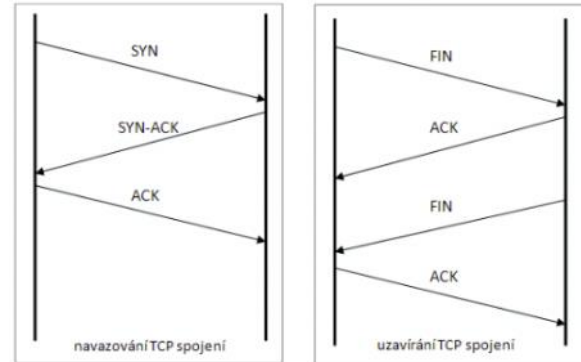 SYN
SYN-ACK
ACK
navazování TCP spojení
FIN
ACK
FIN
ACK
uzavírání TCP spojení